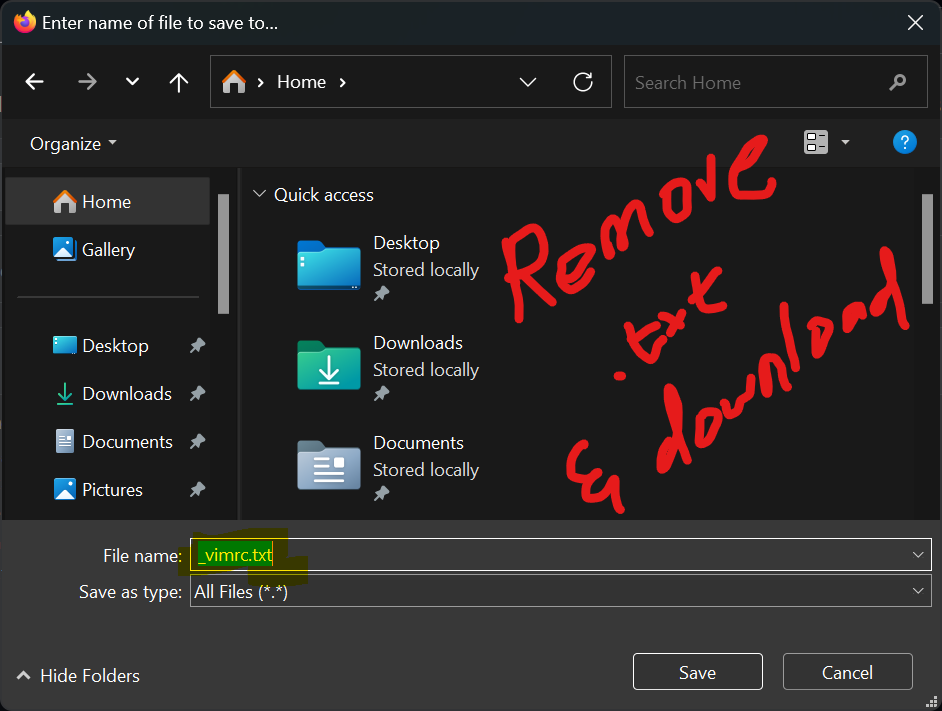 Enter name of file to save to...
Home
Search Home
Organize
?
Home
Gallery
Desktop
Downloads
Documents
Pictures
Quick access
Desktop
Stored locally
Downloads
Stored locally
Documents
Stored locally
Remove
.txt
& download
File name: _vimrc.txt
Save as type: All Files (*.*)
Hide Folders
Save
Cancel